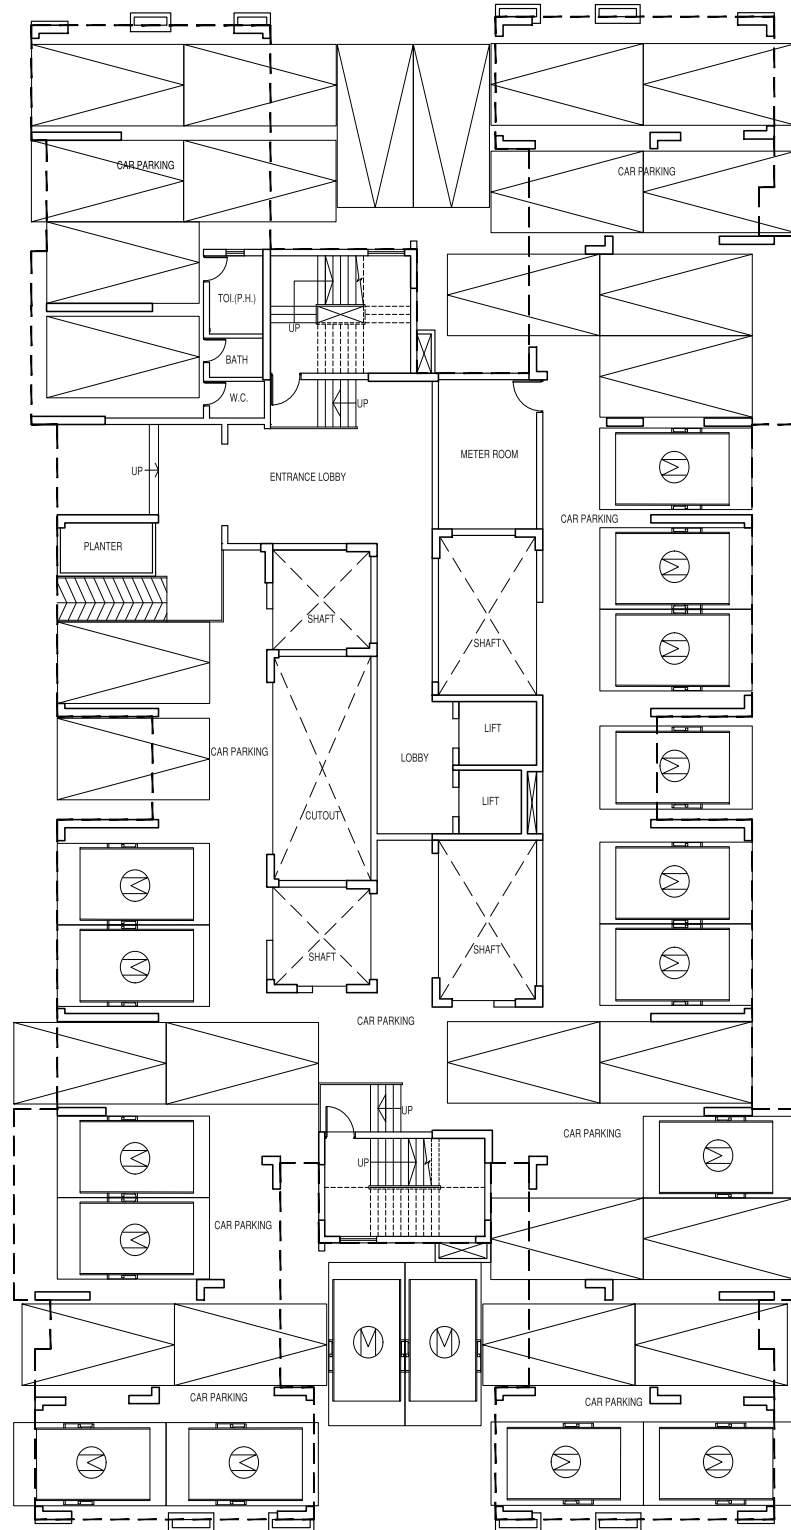 CAR PARKING
CAR PARKING
TOI.(P.H.)
UP
BATH
W.C.
UP
METER ROOM
UP
ENTRANCE LOBBY
M
CAR PARKING
PLANTER
M
SHAFT
SHAFT
M
LIFT
CAR PARKING
LOBBY
M
LIFT
CUTOUT
M
M
SHAFT
SHAFT
M
M
CAR PARKING
UP
CAR PARKING
M
UP
M
CAR PARKING
M
M
M
CAR PARKING
CAR PARKING
M
M
M
M